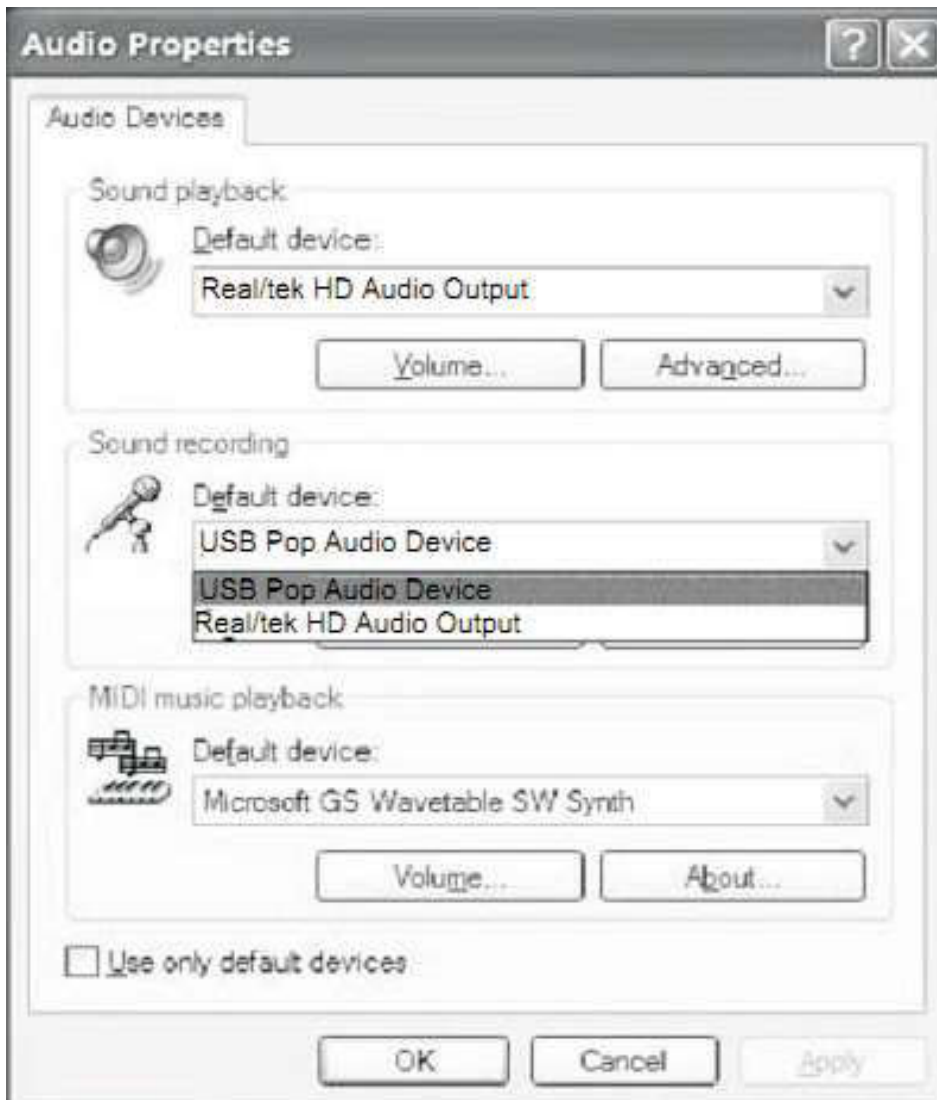 Audio Properties
Audio Devices
Sound playback
Default device:
Real/tek HD Audio Output
Volume... Advanced...
Sound recording
Default device:
USB Pop Audio Device
USB Pop Audio Device
Real/tek HD Audio Output
MIDI music playback
Default device:
Microsoft GS Wavetable SW Synth
Volume... About...
Use only default devices
OK Cancel Apply